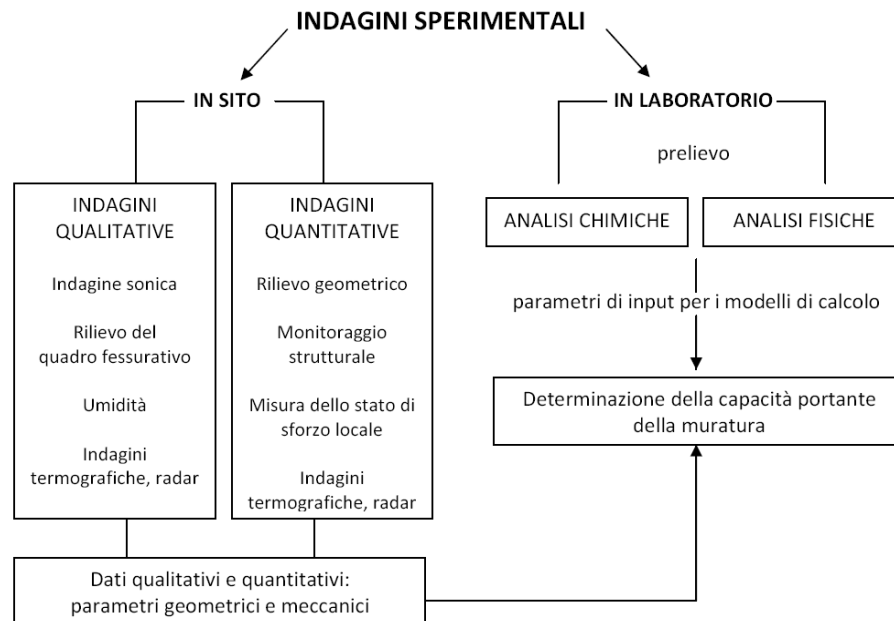 INDAGINI SPERIMENTALI
IN SITO
IN LABORATORIO
prelievo
INDAGINI
QUALITATIVE
Indagine sonica
Rilievo del
quadro fessurativo
Umidità
Indagini
termografiche, radar
INDAGINI
QUANTITATIVE
Rilievo geometrico
Monitoraggio
strutturale
Misura dello stato di
sforzo locale
Indagini
termografiche, radar
ANALISI CHIMICHE
ANALISI FISICHE
parametri di input per i modelli di calcolo
Determinazione della capacità portante
della muratura
Dati qualitativi e quantitativi:
parametri geometrici e meccanici